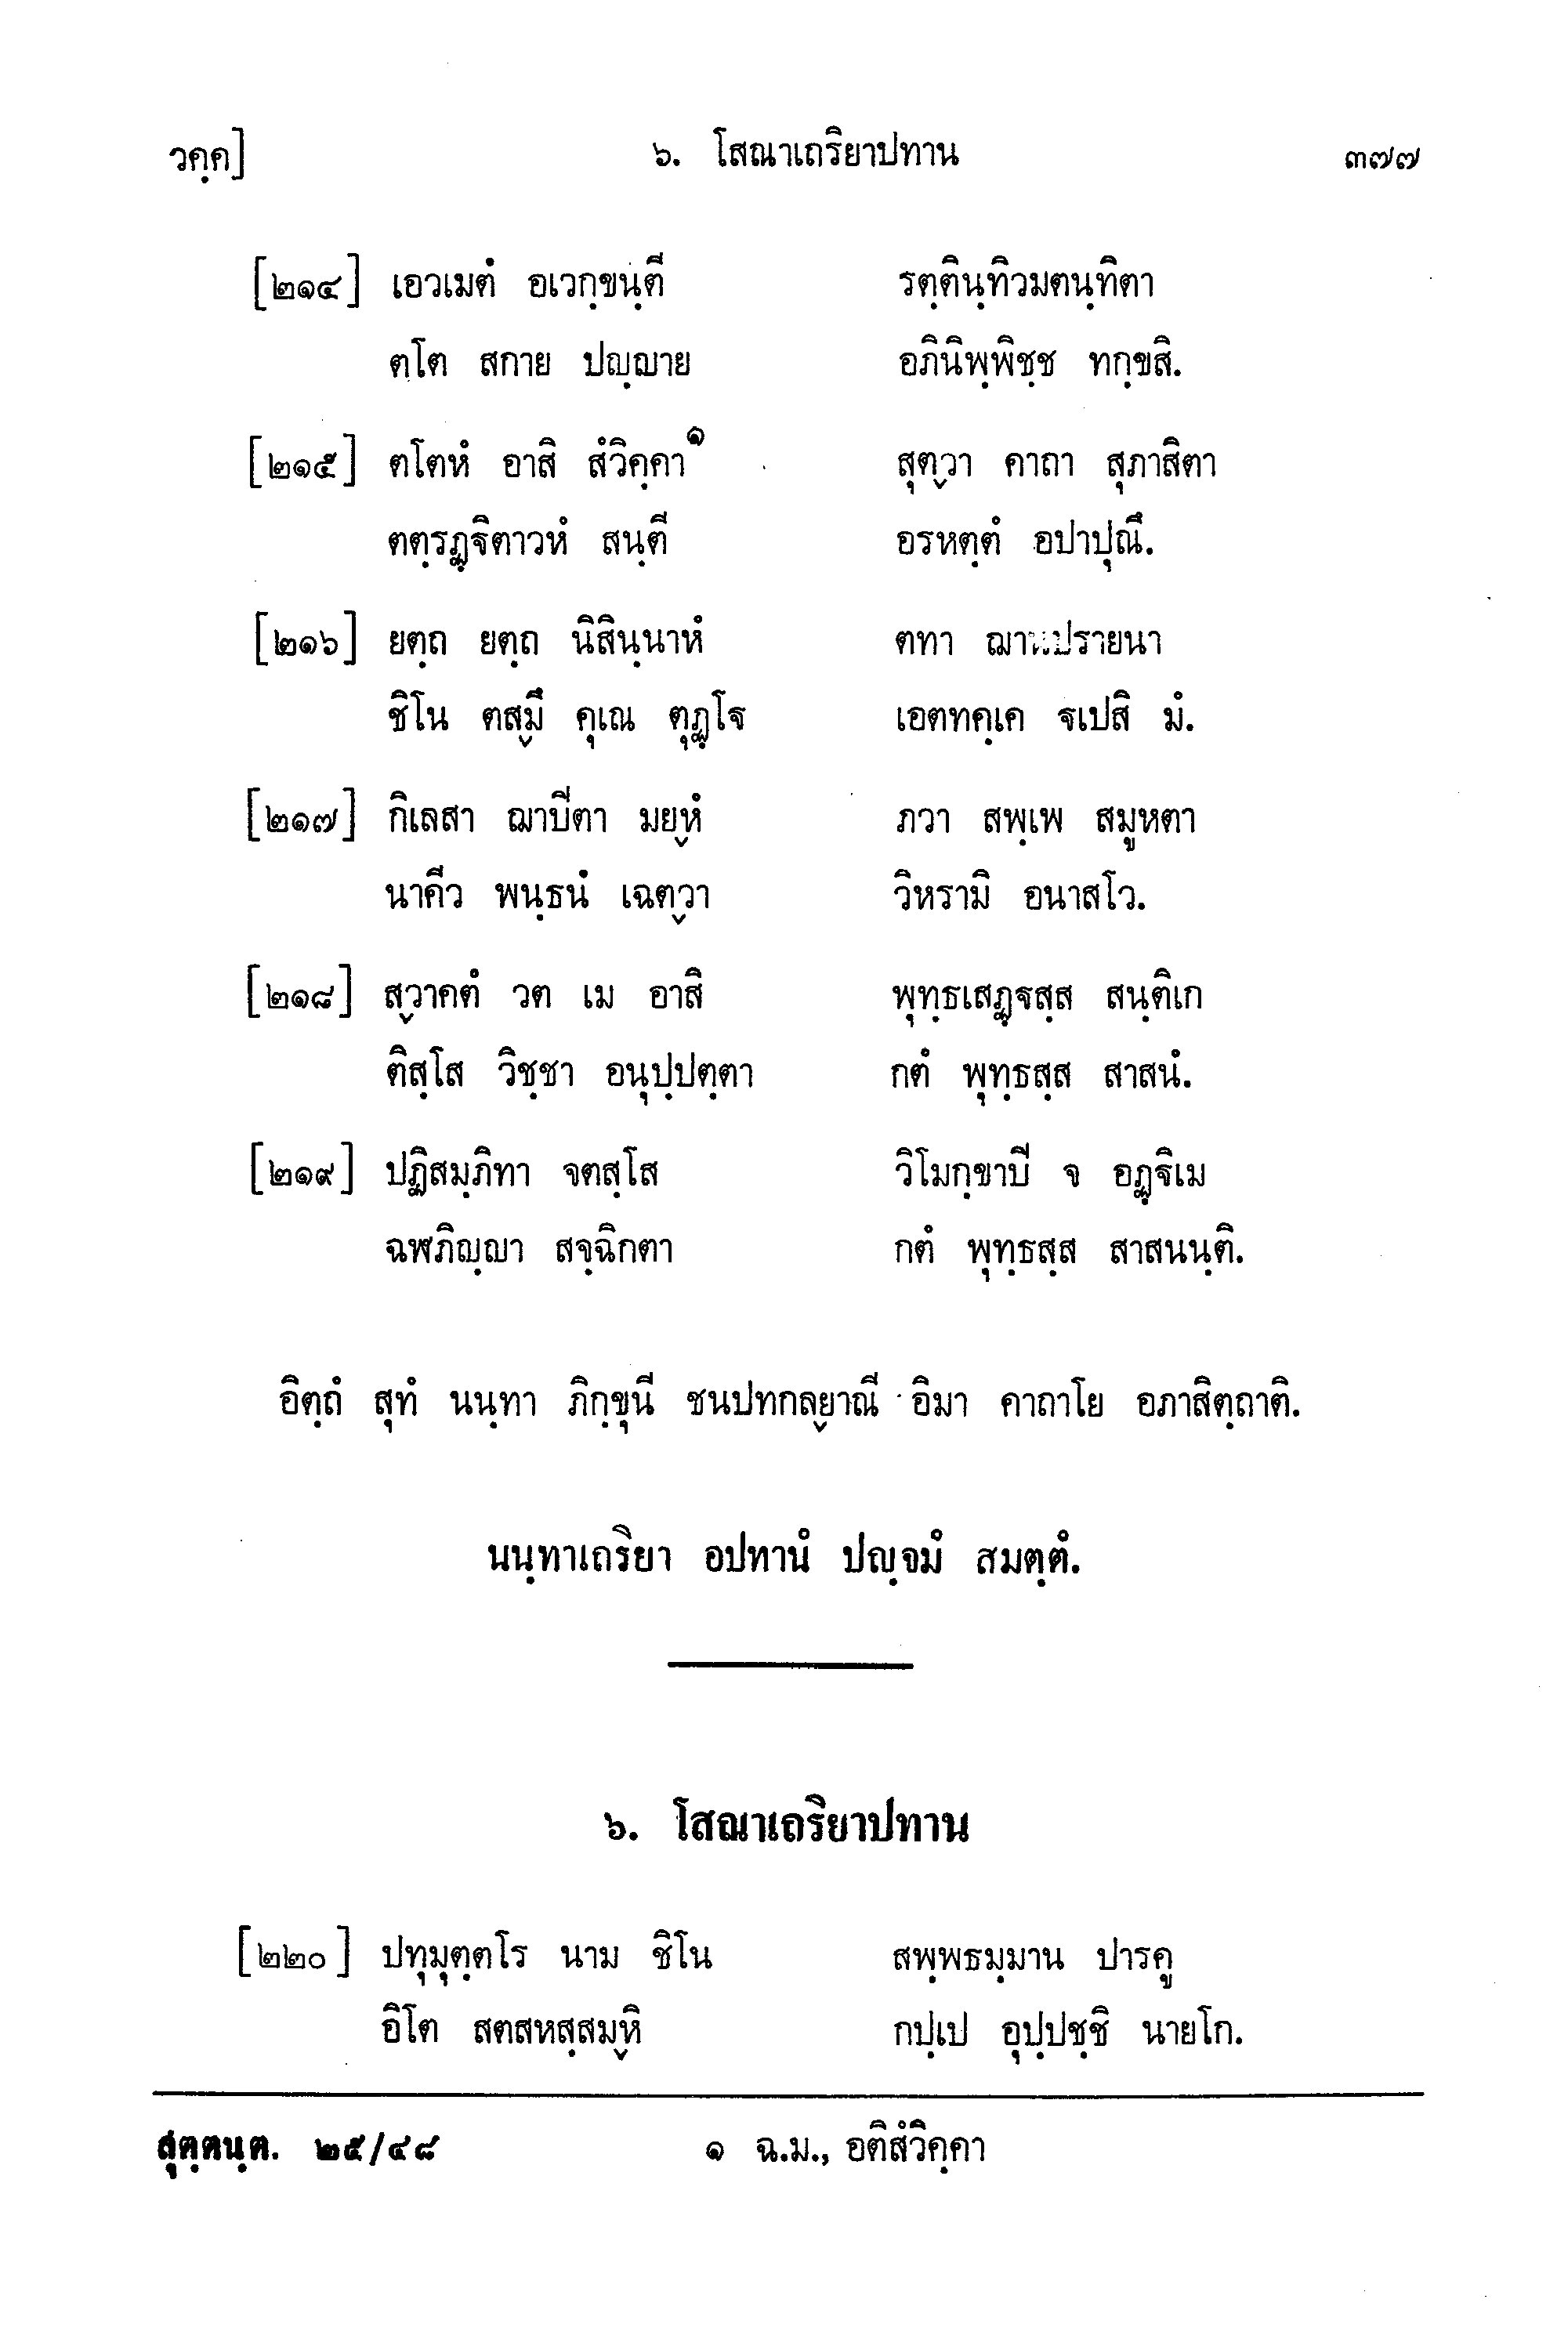 วคฺค] ๖. โสณาเถริยาปทาน ๓๗๗
[๒๑๔] เอวเมตํ อเวกฺขนฺตี รตฺตินฺทิวมตนฺทิตา
ตโต สกาย ปญฺญาย อภินิพฺพิชฺช ทกฺขสิ.
[๒๑๕] ตโตหํ อาสิ สํวิคฺคา๑ สุตฺวา คาถา สุภาสิตา
ตตฺรฏฺฐิตาวหํ สนฺตี อรหตฺตํ อปาปุณึ.
[๒๑๖] ยตฺถ ยตฺถ นิสินฺนาหํ ตทา ฌานปรายนา
ชิโน ตสฺมึ คุเณ ตุฏฺโฐ เอตทคฺเค ฐเปสิ มํ.
[๒๑๗] กิเลสา ฌาปีตา มยฺหํ ภวา สพฺเพ สมูหตา
นาคีว พนฺธนํ เฉตฺวา วิหรามิ อนาสโว.
[๒๑๘] สฺวาคตํ วต เม อาสิ พุทฺธเสฏฺฐสฺส สนฺติเก
ติสฺโส วิชฺชา อนุปฺปตฺตา กตํ พุทฺธสฺส สาสนํ.
[๒๑๙] ปฏิสมฺภิทา จตสฺโส วิโมกฺขาปี จ อฏฺฐิเม
ฉฬภิญฺญา สจฺฉิกตา กตํ พุทฺธสฺส สาสนนฺติ.
อิตฺถํ สุทํ นนฺทา ภิกฺขุนี ชนปทกลฺยาณี อิมา คาถาโย อภาสิตฺถาติ.
นนฺทาเถริยา อปทานํ ปญฺจมํ สมตฺตํ.
๖. โสณาเถริยาปทาน
[๒๒๐] ปทุมุตฺตโร นาม ชิโน สพฺพธมฺมาน ปารคู
อิโต สตสหสฺสมฺหิ กปฺเป อุปฺปชฺชิ นายโก.
สุตฺตนฺต. ๒๕/๔๘ ๑ ฉ.ม., อติสํวิคฺคา